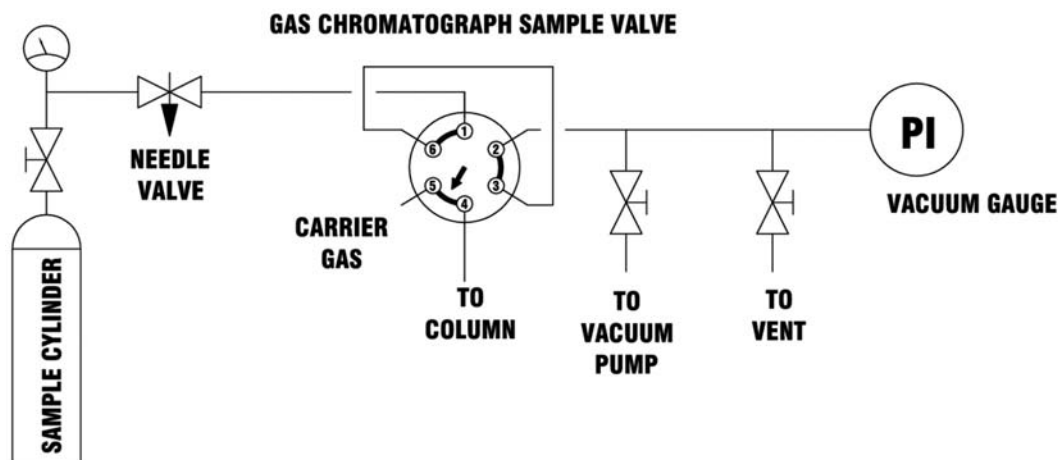 GAS CHROMATOGRAPH SAMPLE VALVE
NEEDLE
VALVE
1
2
3
4
5
6
CARRIER
GAS
TO
COLUMN
TO
VACUUM
PUMP
TO
VENT
PI
VACUUM GAUGE
SAMPLE CYLINDER